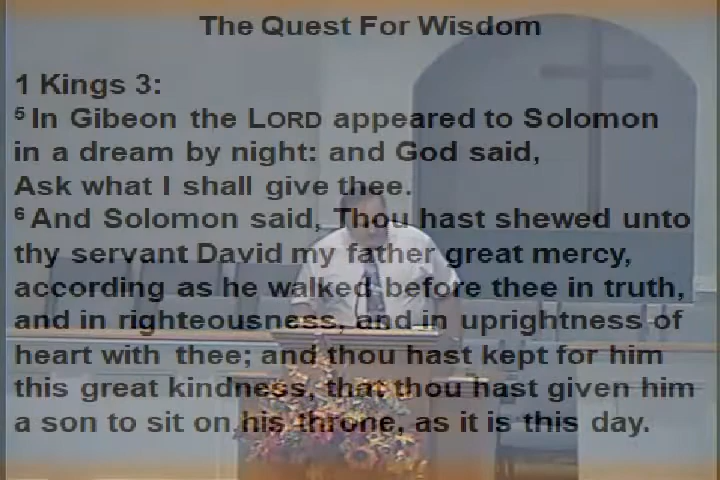 The Quest For Wisdom
1 Kings 3:
⁵ In Gibeon the LORD appeared to Solomon
in a dream by night: and God said,
Ask what I shall give thee.
⁶ And Solomon said, Thou hast shewed unto
thy servant David my father great mercy,
according as he walked before thee in truth,
and in righteousness, and in uprightness of
heart with thee; and thou hast kept for him
this great kindness, that thou hast given him
a son to sit on his throne, as it is this day.